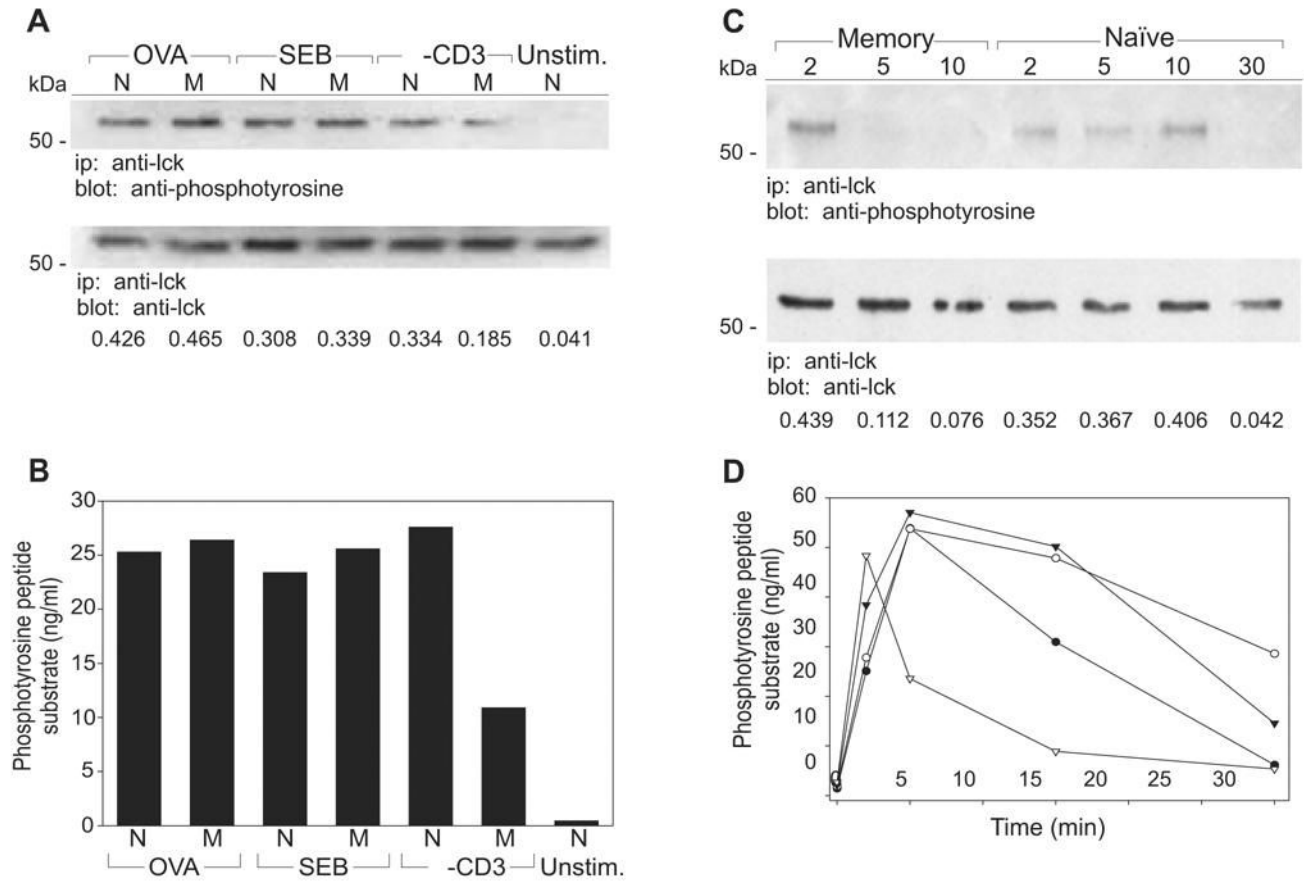 A
OVA SEB -CD3 Unstim.
kDa N M N M N M N
50 -
ip: anti-lck
blot: anti-phosphotyrosine
50 -
ip: anti-lck
blot: anti-lck
0.426 0.465 0.308 0.339 0.334 0.185 0.041
C
Memory Naïve
kDa 2 5 10 2 5 10 30
50 -
ip: anti-lck
blot: anti-phosphotyrosine
50 -
ip: anti-lck
blot: anti-lck
0.439 0.112 0.076 0.352 0.367 0.406 0.042
B
Phosphotyrosine peptide
substrate (ng/ml)
30
25
20
15
10
5
0
N M N M N M N
OVA SEB -CD3 Unstim.
D
Phosphotyrosine peptide
substrate (ng/ml)
60
50
40
30
20
10
0
0 5 10 15 20 25 30
Time (min)